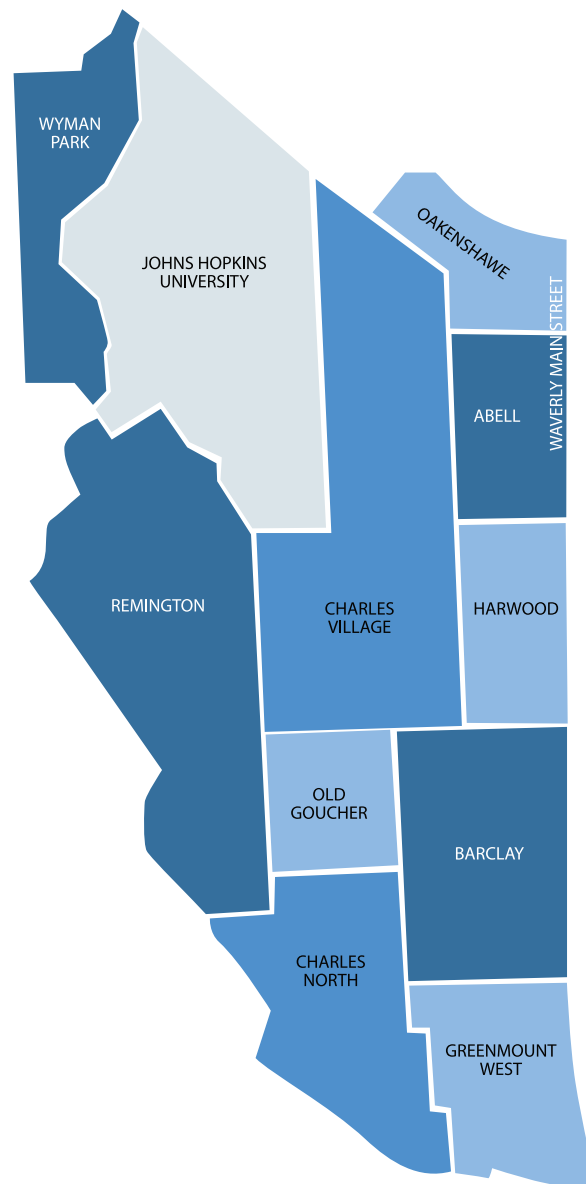 WYMAN
PARK
OAKENSHAWE
JOHNS HOPKINS
UNIVERSITY
WAVERLY MAIN STREET
ABELL
REMINGTON
CHARLES
VILLAGE
HARWOOD
OLD
GOUCHER
BARCLAY
CHARLES
NORTH
GREENMOUNT
WEST